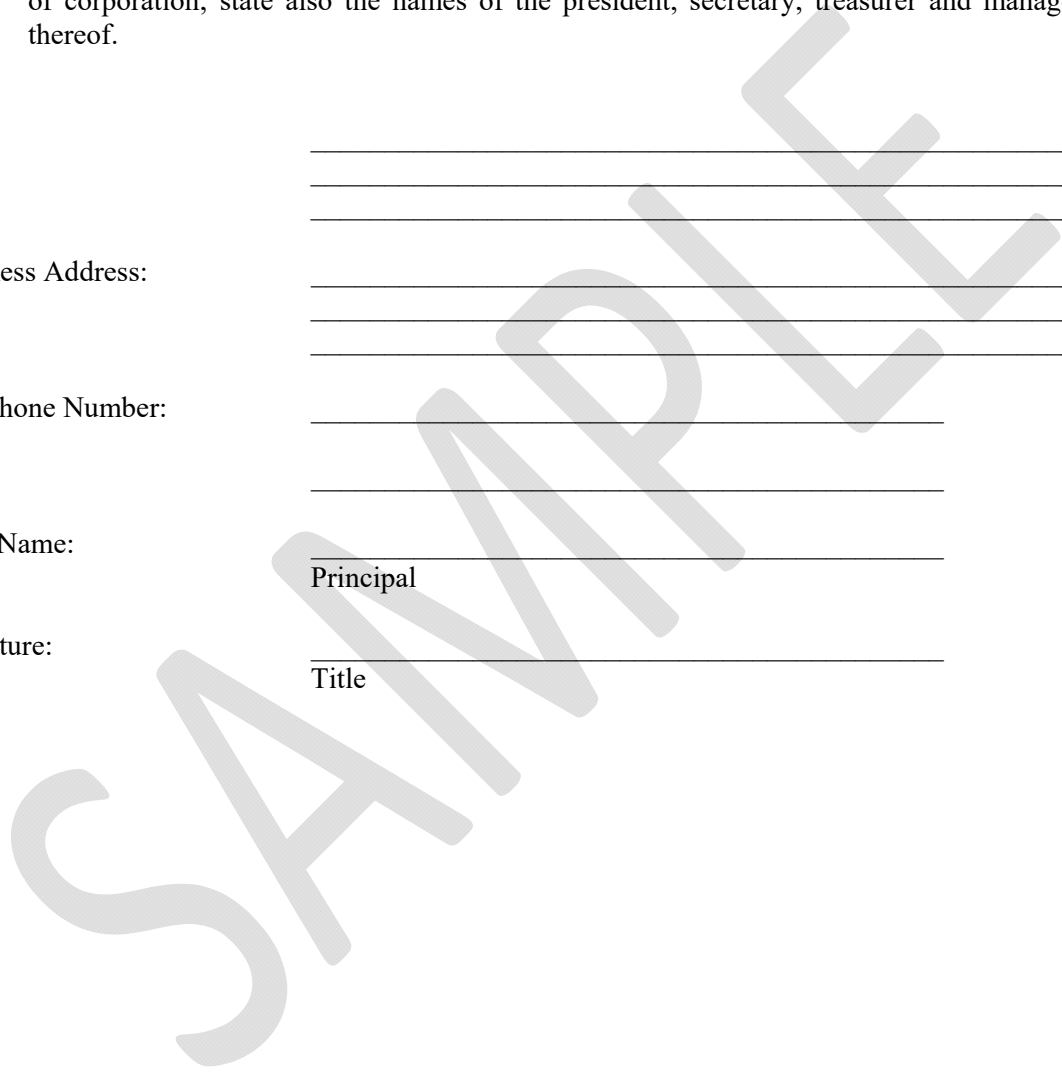 of corporation, state also the names of the president, secretary, treasurer and manag
thereof.
ess Address:
hone Number:
Name:
Principal
ture:
Title
SAMPLE